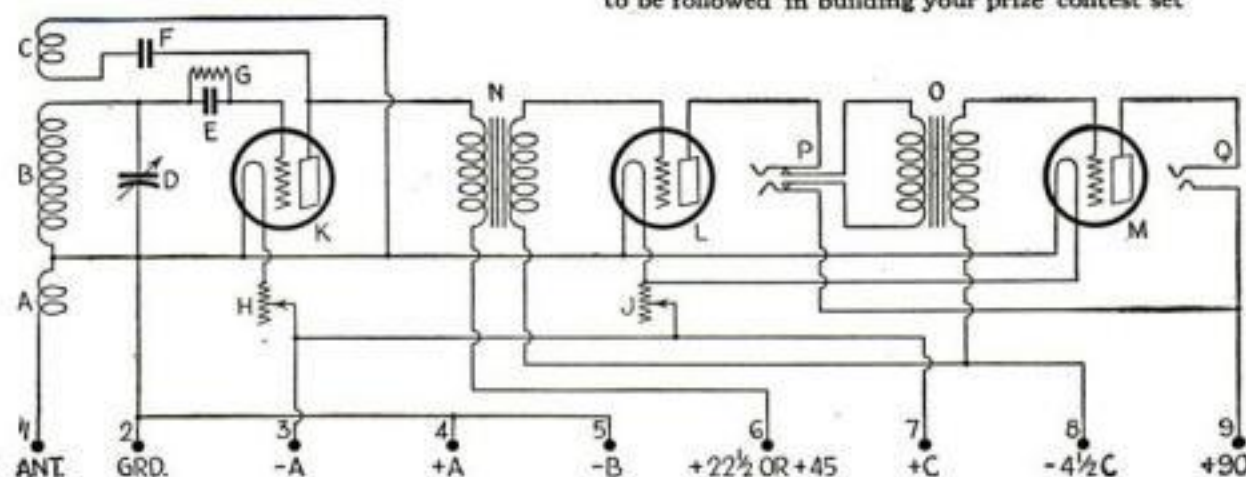 to be followed in building your prize contest set
C F
G
N O
E
B D P Q
K L M
A H J
1 2 3 4 5 6 7 8 9
ANT. GRD. -A +A -B +22½ OR +45 +C -4½C +90